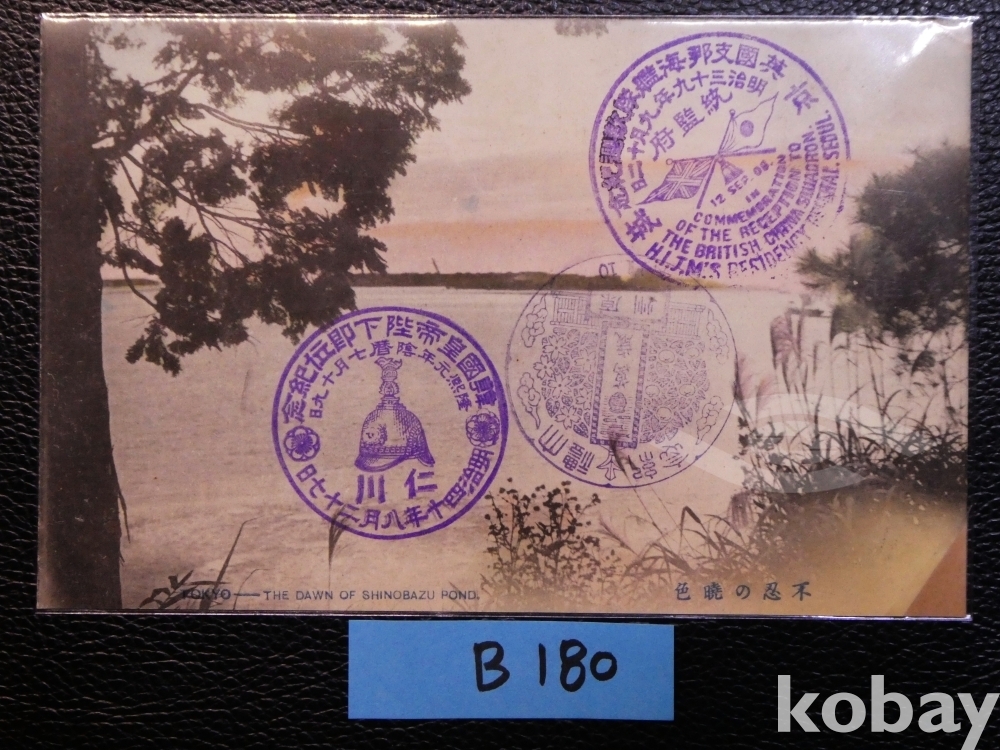 英國支那海艦隊歡迎紀念
京城
明治三十九年九月十二日
統監府
12 SEP. 06.
IN
COMMEMORATION
OF THE RECEPTION TO
THE BRITISH CHINA SQUADRON.
H.I.J.M'S RESIDENCY GENERAL. SEOUL.
韓國皇帝陛下即位紀念
隆熙元年陰曆七月十九日
仁川
明治四十年八月二十七日
TOKYO — THE DAWN OF SHINOBAZU POND.
不忍の曉色
B 180
kobay